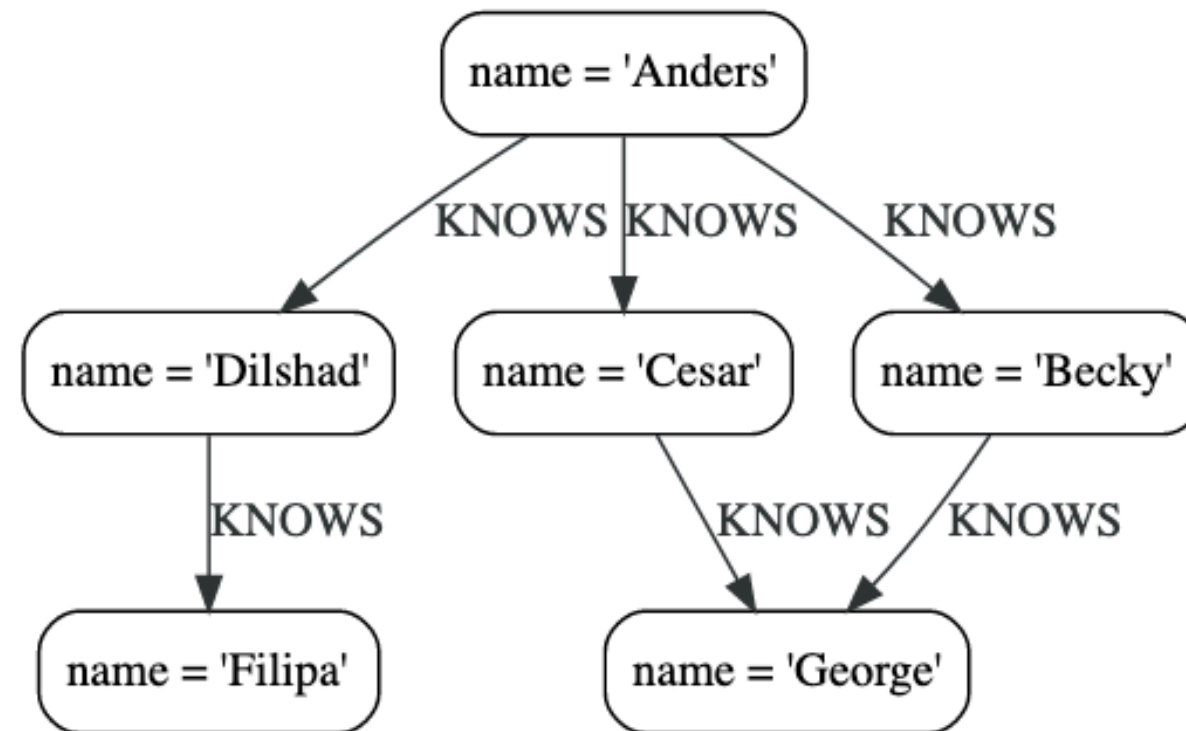 name = 'Anders'
KNOWS
KNOWS
KNOWS
name = 'Dilshad'
name = 'Cesar'
name = 'Becky'
KNOWS
KNOWS
KNOWS
name = 'Filipa'
name = 'George'